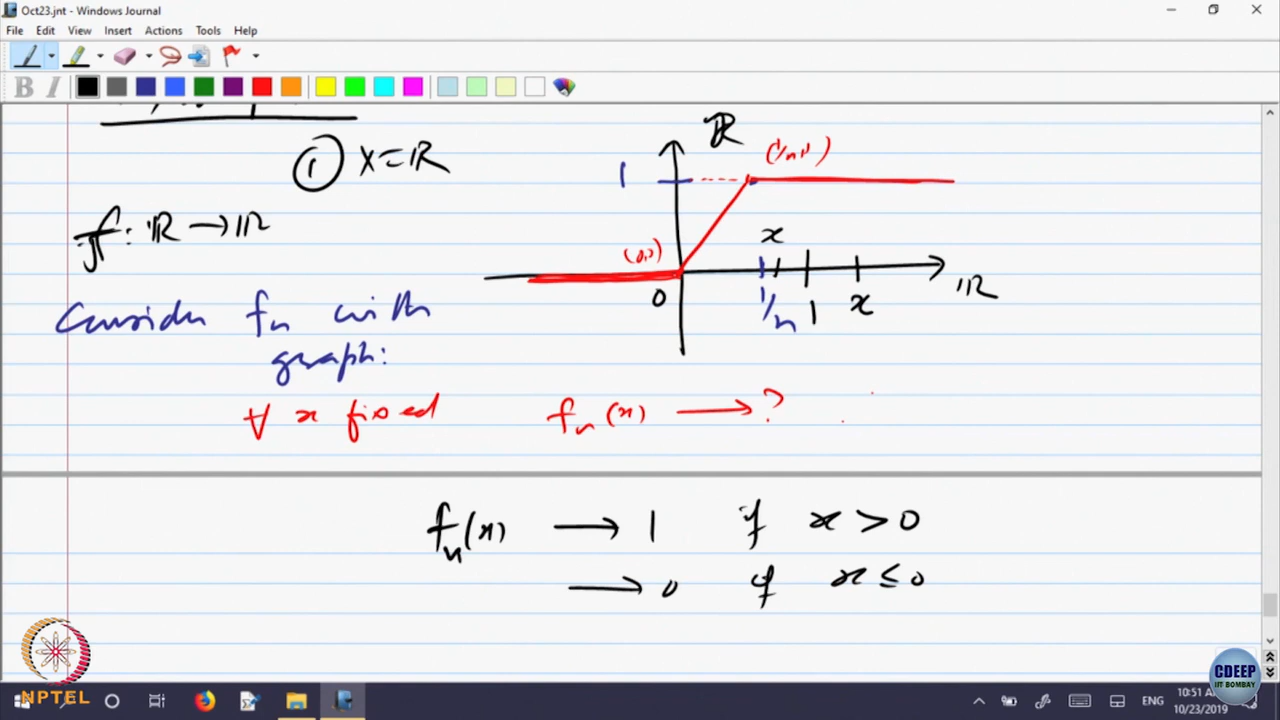 Oct23.jnt - Windows Journal
File Edit View Insert Actions Tools Help
B I
① X=ℝ
f: ℝ → ℝ
Consider fₙ with
graph:
ℝ
1
(1/n,1)
(0,0)
x
0
1/n
1
x
ℝ
∀ x fixed fₙ(x) → ?
fₙ(x) → 1 if x > 0
→ 0 if x ≤ 0
NPTEL
CDEEP
IIT BOMBAY
ENG
10:51
10/23/2019